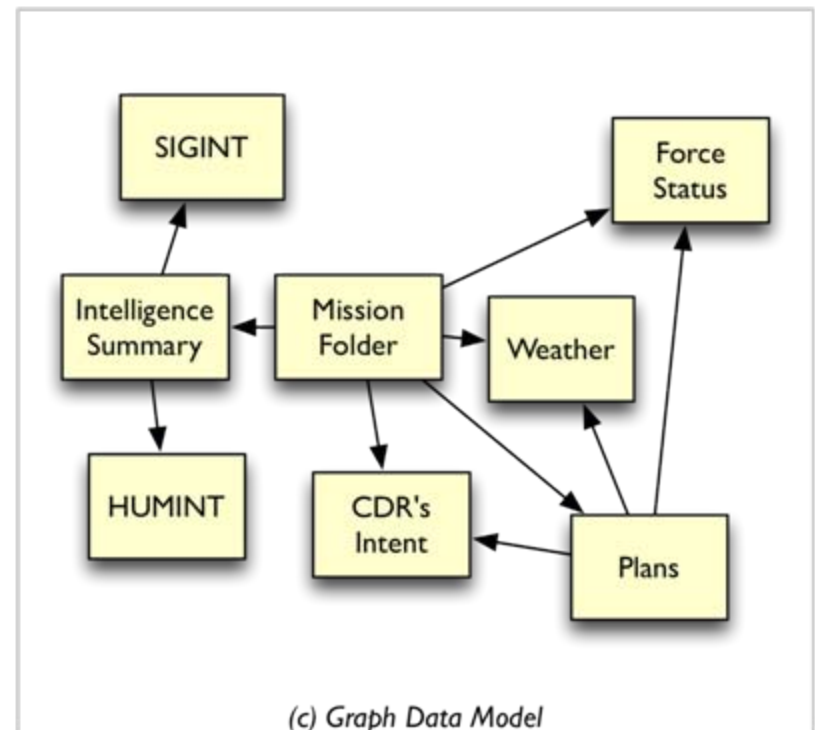 SIGINT
Force
Status
Intelligence
Summary
Mission
Folder
Weather
HUMINT
CDR's
Intent
Plans
(c) Graph Data Model